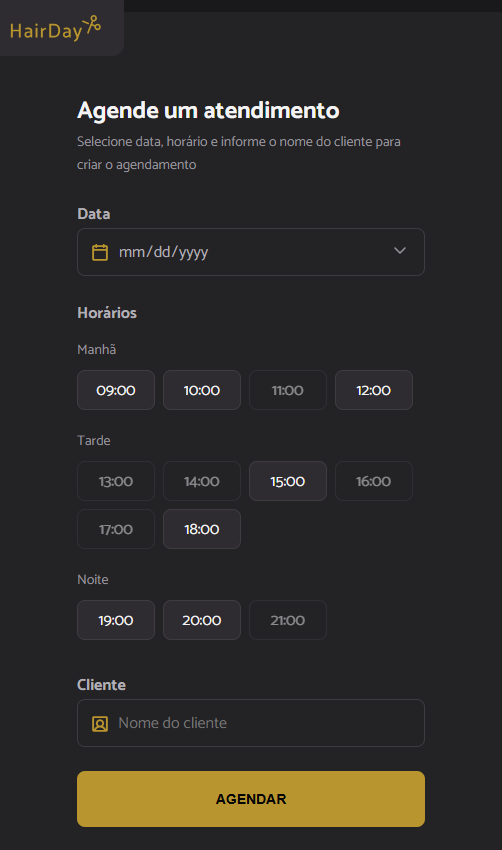 HairDay
Agende um atendimento
Selecione data, horário e informe o nome do cliente para
criar o agendamento
Data
mm/dd/yyyy
Horários
Manhã
09:00 10:00 11:00 12:00
Tarde
13:00 14:00 15:00 16:00
17:00 18:00
Noite
19:00 20:00 21:00
Cliente
Nome do cliente
AGENDAR